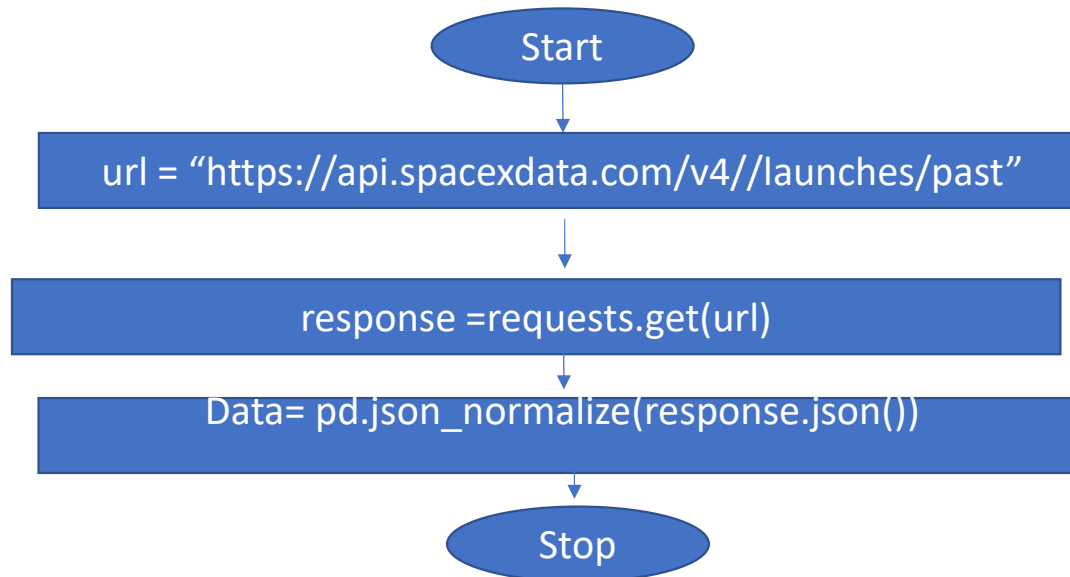 Start
url = “https://api.spacexdata.com/v4//launches/past”
response =requests.get(url)
Data= pd.json_normalize(response.json())
Stop